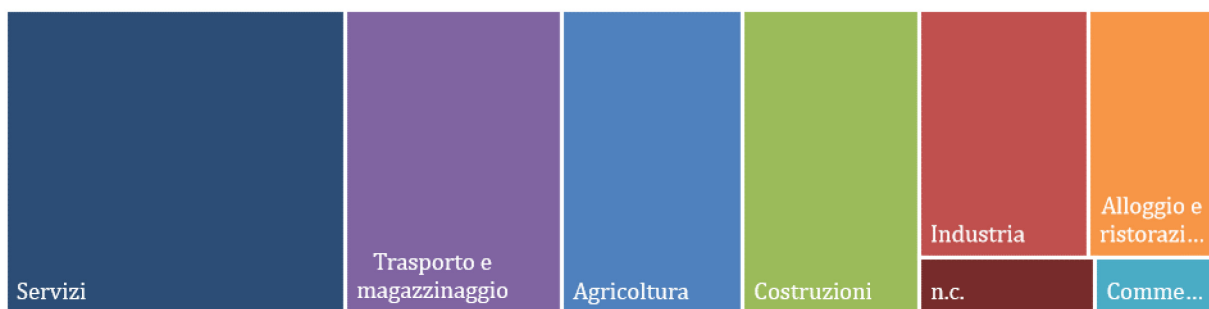 Servizi
Trasporto e
magazzinaggio
Agricoltura
Costruzioni
Industria
Alloggio e
ristorazi...
n.c.
Comme...